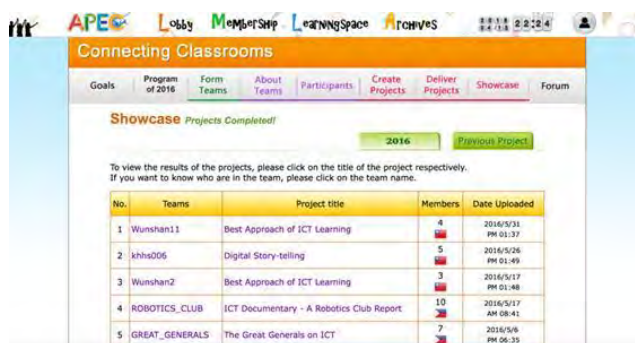 APEC Lobby Membership LearningSpace Archives 22:24
Connecting Classrooms
Goals Program of 2016 Form Teams About Teams Participants Create Projects Deliver Projects Showcase Forum
Showcase Projects Completed!
2016 Previous Project
To view the results of the projects, please click on the title of the project respectively.
If you want to know who are in the team, please click on the team name.
No. Teams Project title Members Date Uploaded
1 Wunshan11 Best Approach of ICT Learning 4 2016/5/31 PM 01:37
2 khhs006 Digital Story-telling 5 2016/5/26 PM 01:49
3 Wunshan2 Best Approach of ICT Learning 3 2016/5/17 PM 01:48
4 ROBOTICS_CLUB ICT Documentary - A Robotics Club Report 10 2016/5/17 AM 08:41
5 GREAT_GENERALS The Great Generals on ICT 7 2016/5/6 PM 06:35